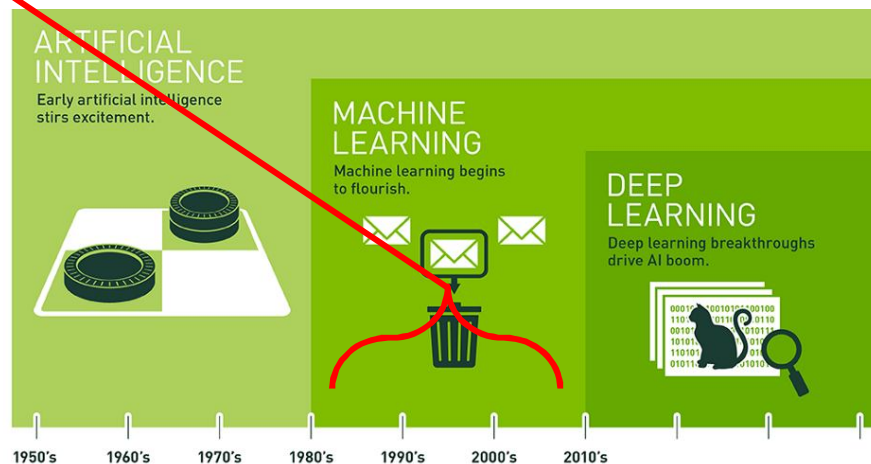 ARTIFICIAL
INTELLIGENCE
Early artificial intelligence
stirs excitement.
MACHINE
LEARNING
Machine learning begins
to flourish.
DEEP
LEARNING
Deep learning breakthroughs
drive AI boom.
1950's 1960's 1970's 1980's 1990's 2000's 2010's